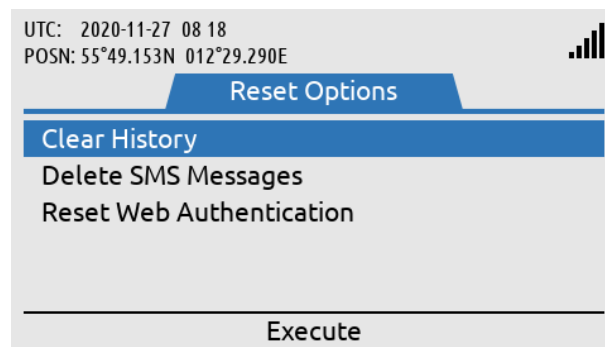 UTC: 2020-11-27 08 18
POSN: 55°49.153N 012°29.290E
Reset Options
Clear History
Delete SMS Messages
Reset Web Authentication
Execute